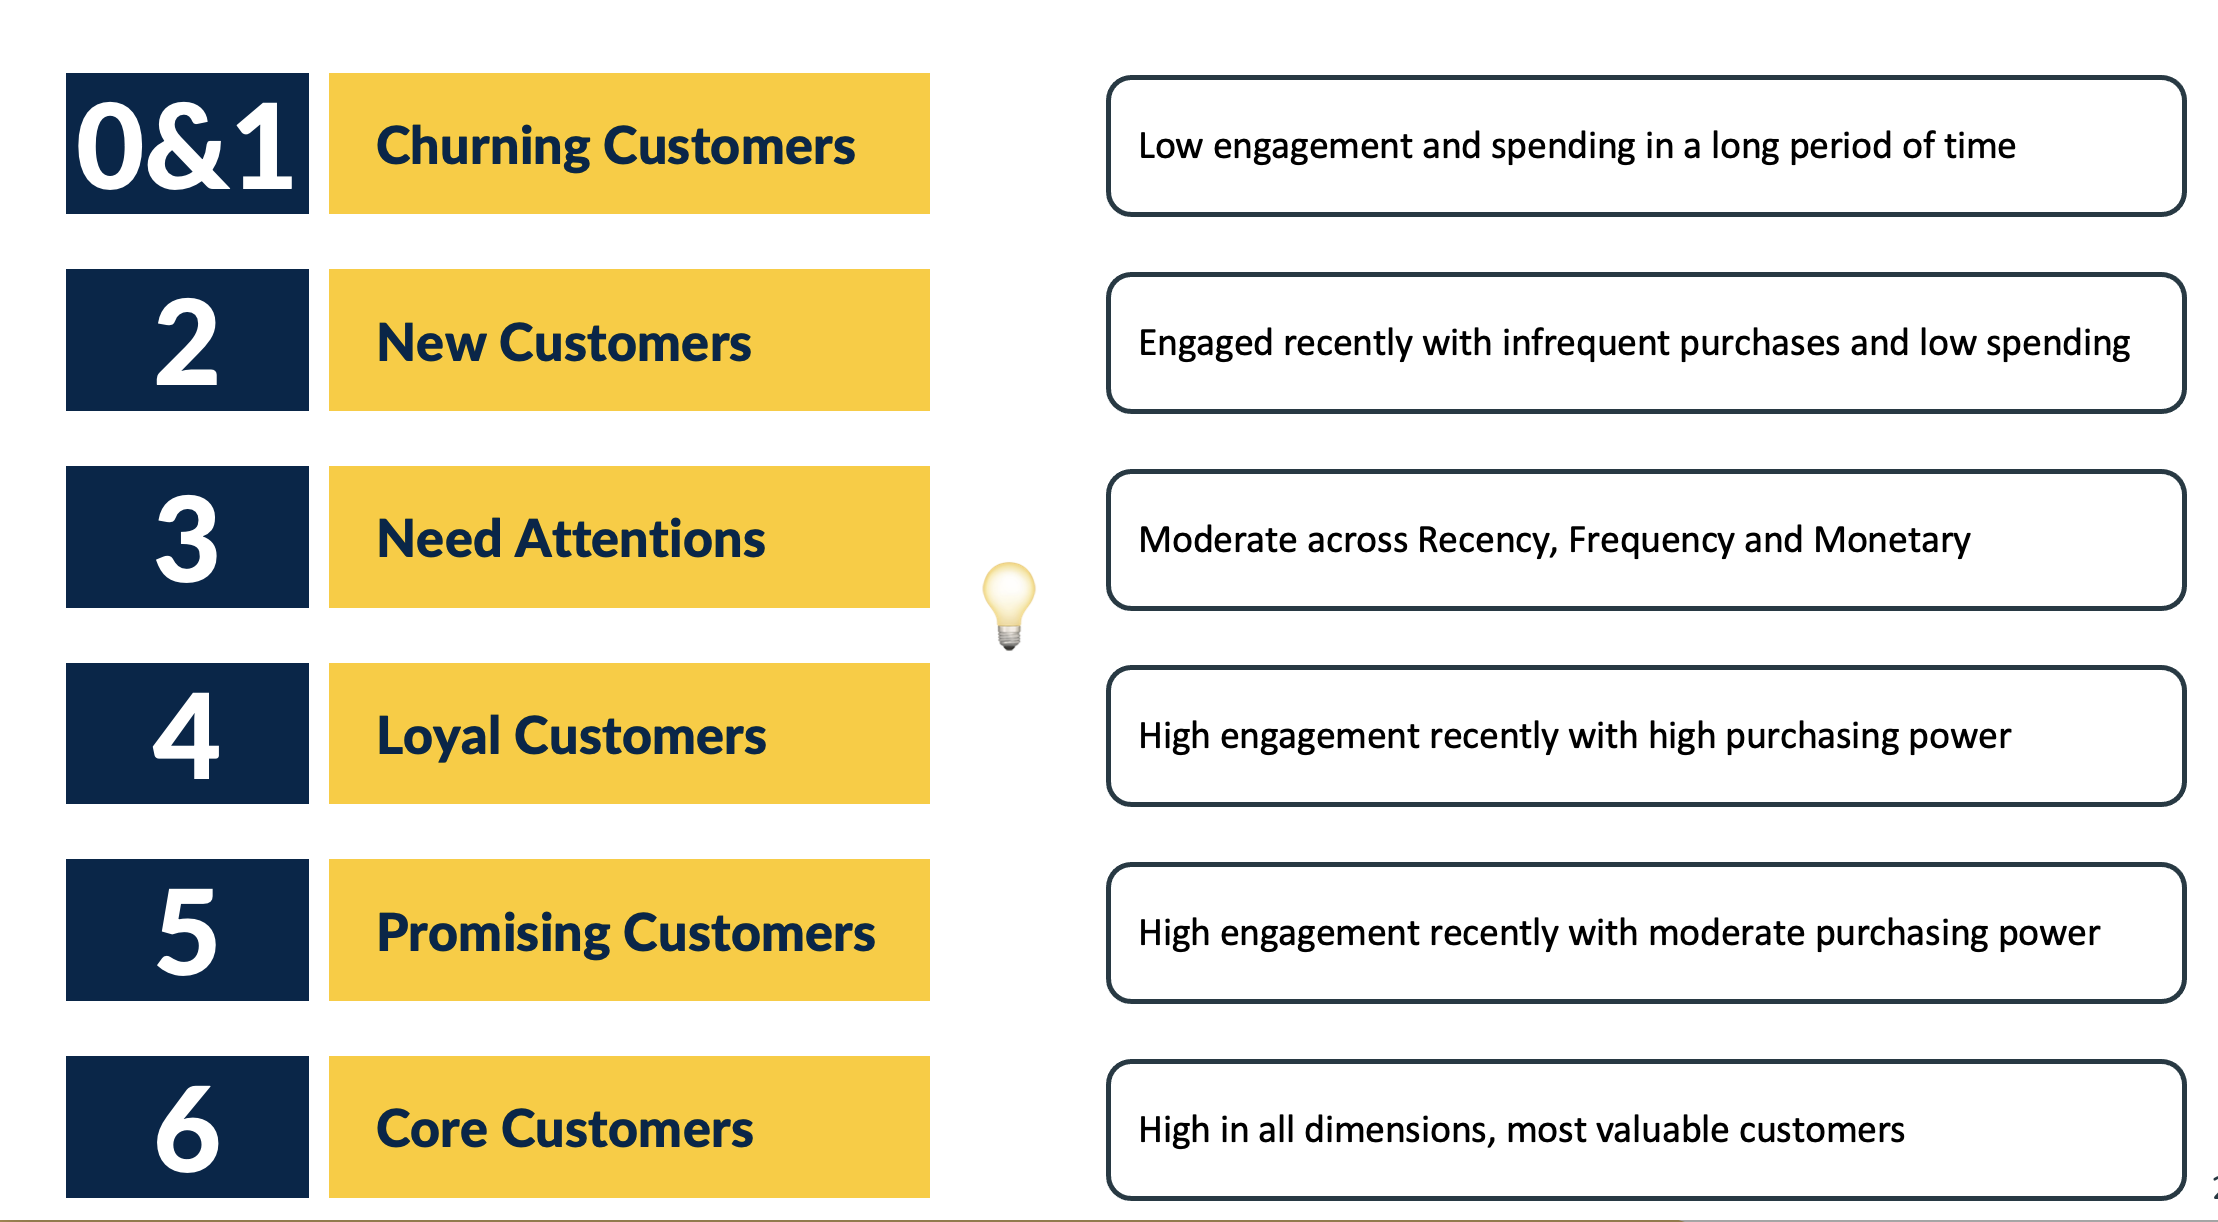 0&1
Churning Customers
Low engagement and spending in a long period of time
2
New Customers
Engaged recently with infrequent purchases and low spending
3
Need Attentions
Moderate across Recency, Frequency and Monetary
4
Loyal Customers
High engagement recently with high purchasing power
5
Promising Customers
High engagement recently with moderate purchasing power
6
Core Customers
High in all dimensions, most valuable customers